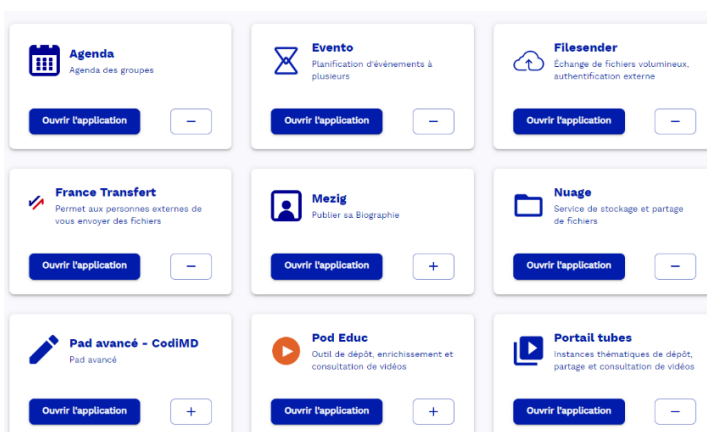 Agenda
Agenda des groupes
Ouvrir l'application
−
Evento
Planification d'événements à
plusieurs
Ouvrir l'application
−
Filesender
Échange de fichiers volumineux,
authentification externe
Ouvrir l'application
−
France Transfert
Permet aux personnes externes de
vous envoyer des fichiers
Ouvrir l'application
−
Mezig
Publier sa Biographie
Ouvrir l'application
+
Nuage
Service de stockage et partage
de fichiers
Ouvrir l'application
−
Pad avancé - CodiMD
Pad avancé
Ouvrir l'application
+
Pod Educ
Outil de dépôt, enrichissement et
consultation de vidéos
Ouvrir l'application
+
Portail tubes
Instances thématiques de dépôt,
partage et consultation de vidéos
Ouvrir l'application
−